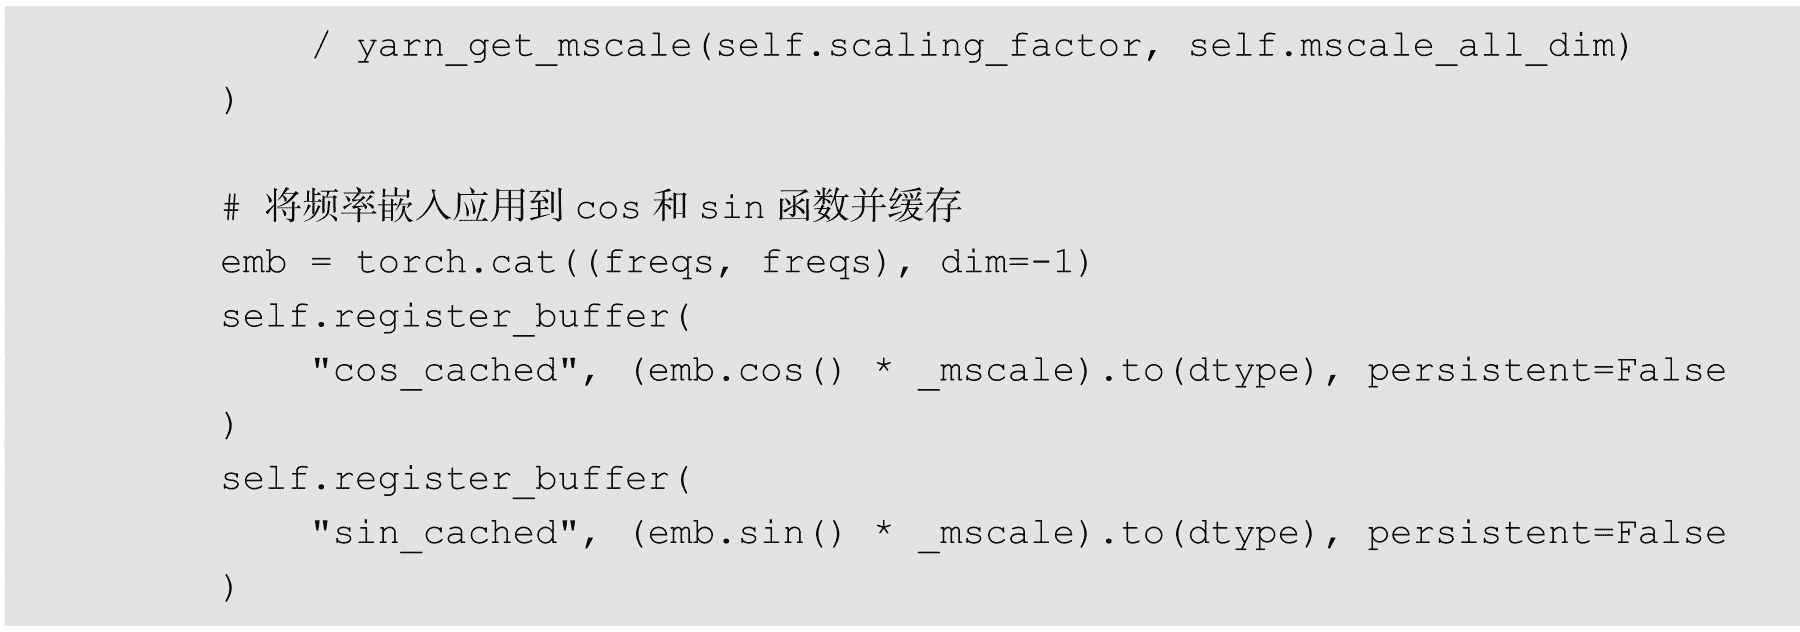 / yarn_get_mscale(self.scaling_factor, self.mscale_all_dim)
)
# 将频率嵌入应用到 cos 和 sin 函数并缓存
emb = torch.cat((freqs, freqs), dim=-1)
self.register_buffer(
"cos_cached", (emb.cos() * _mscale).to(dtype), persistent=False
)
self.register_buffer(
"sin_cached", (emb.sin() * _mscale).to(dtype), persistent=False
)